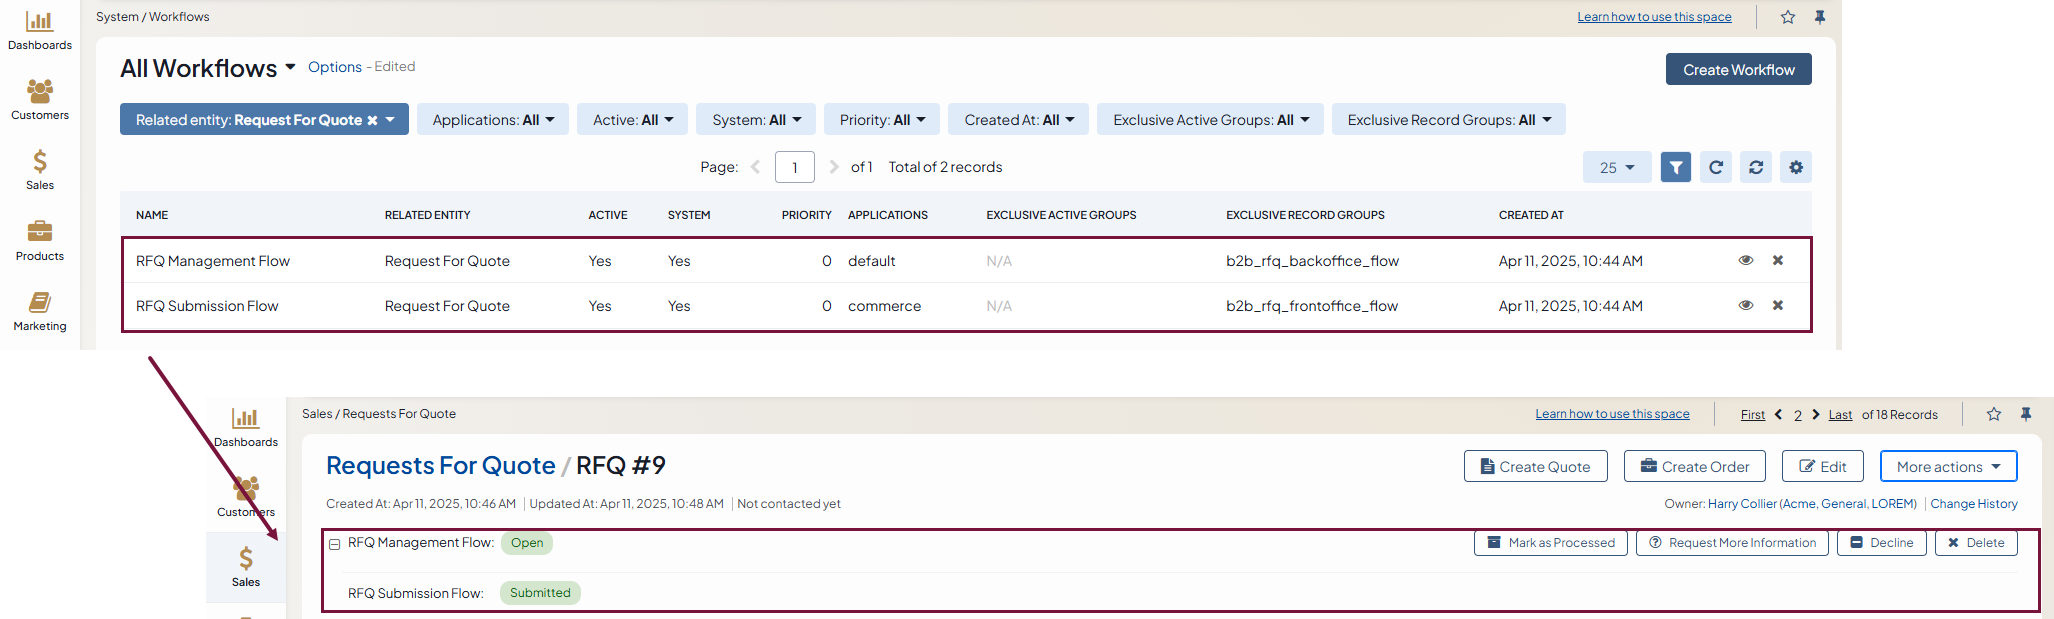 System / Workflows
Learn how to use this space
Dashboards
Customers
Sales
Products
Marketing
All Workflows Options - Edited
Create Workflow
Related entity: Request For Quote Applications: All Active: All System: All Priority: All Created At: All Exclusive Active Groups: All Exclusive Record Groups: All
Page: 1 of 1 Total of 2 records 25
NAME RELATED ENTITY ACTIVE SYSTEM PRIORITY APPLICATIONS EXCLUSIVE ACTIVE GROUPS EXCLUSIVE RECORD GROUPS CREATED AT
RFQ Management Flow Request For Quote Yes Yes 0 default N/A b2b_rfq_backoffice_flow Apr 11, 2025, 10:44 AM
RFQ Submission Flow Request For Quote Yes Yes 0 commerce N/A b2b_rfq_frontoffice_flow Apr 11, 2025, 10:44 AM
Dashboards
Customers
Sales
Sales / Requests For Quote
Learn how to use this space First 2 Last of 18 Records
Requests For Quote / RFQ #9
Create Quote Create Order Edit More actions
Created At: Apr 11, 2025, 10:46 AM Updated At: Apr 11, 2025, 10:48 AM Not contacted yet
Owner: Harry Collier (Acme, General, LOREM) Change History
RFQ Management Flow: Open
Mark as Processed Request More Information Decline Delete
RFQ Submission Flow: Submitted